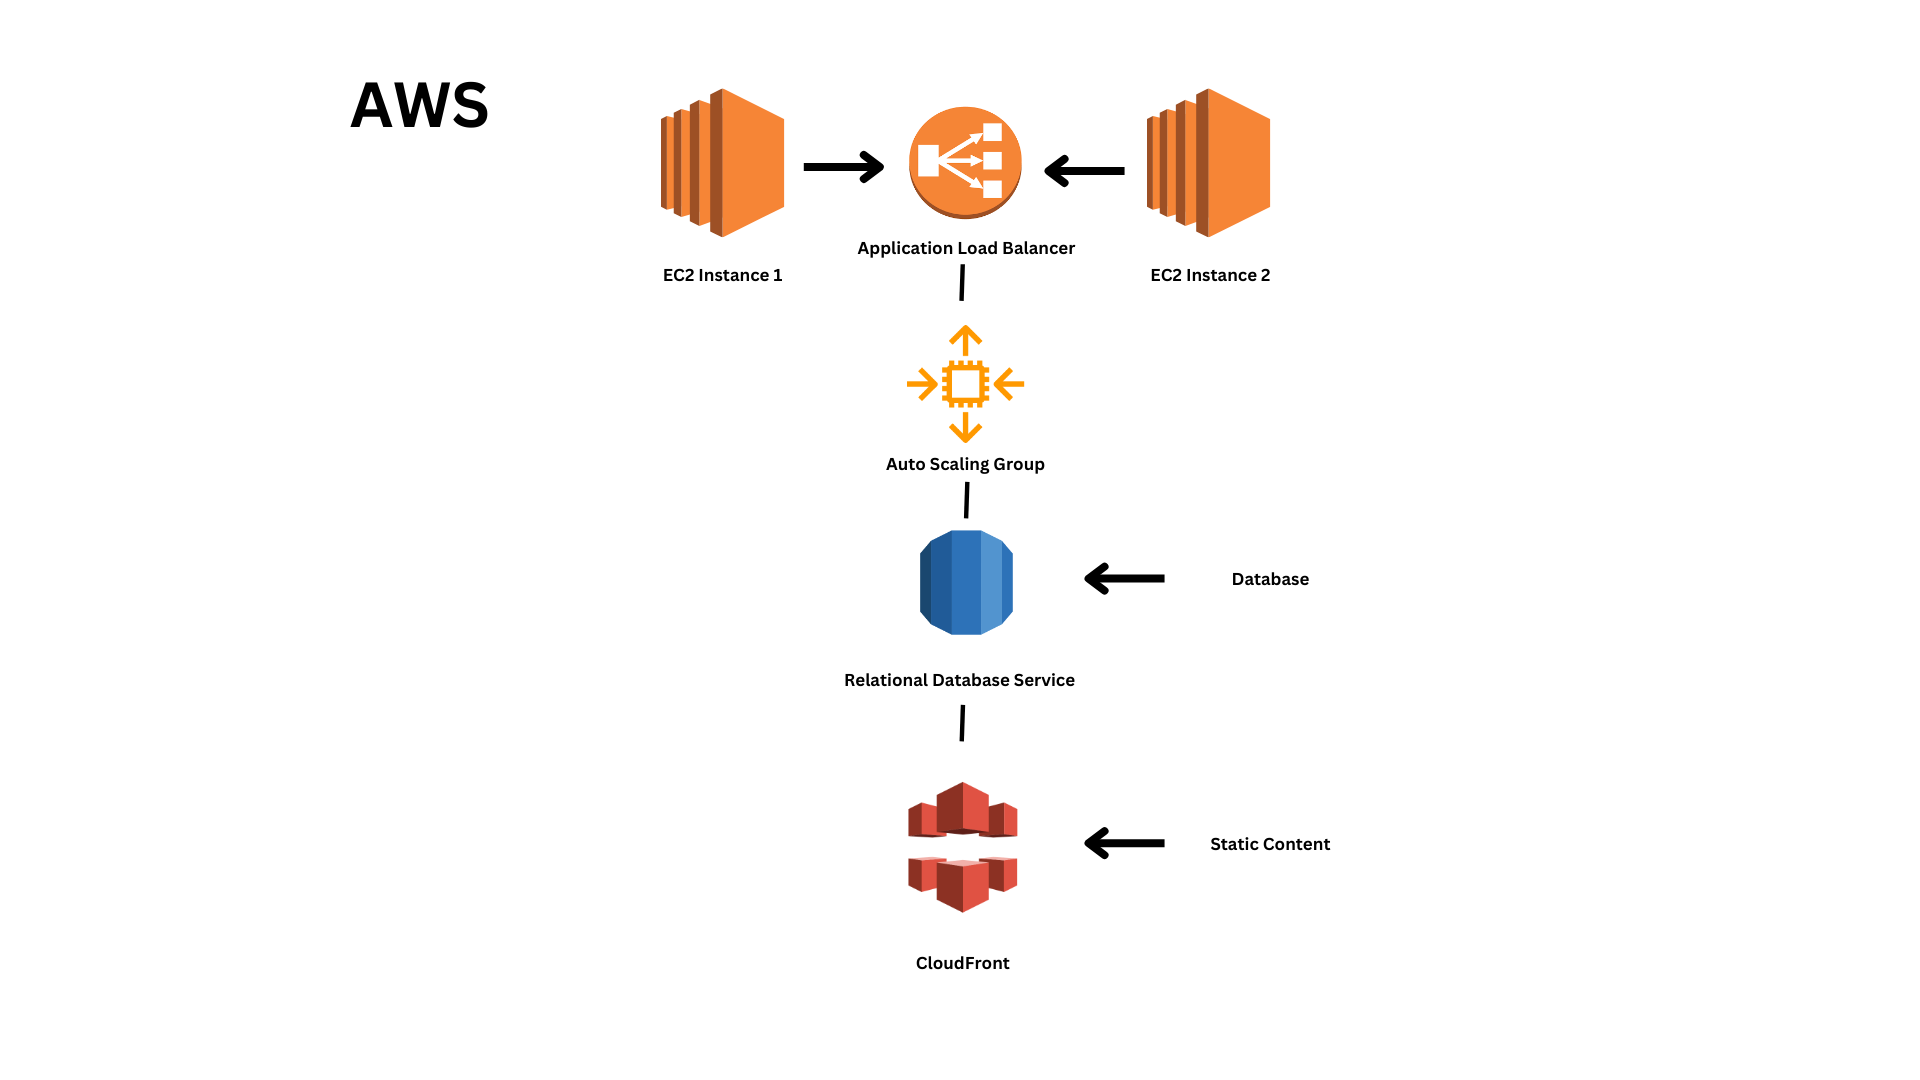 AWS
Application Load Balancer
EC2 Instance 1
EC2 Instance 2
Auto Scaling Group
Database
Relational Database Service
Static Content
CloudFront